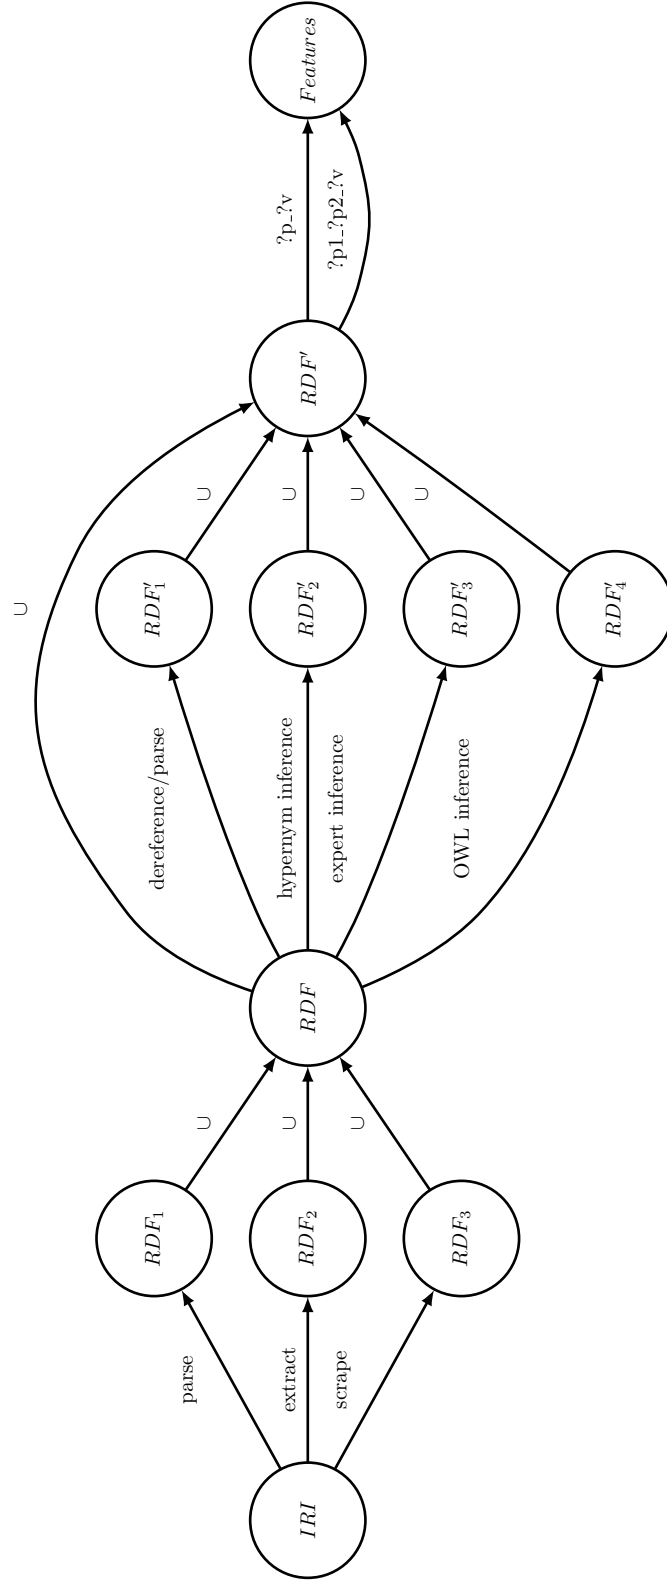 IRI
parse
extract
scrape
RDF₁
RDF₂
RDF₃
∪
∪
∪
RDF
∪
dereference/parse
hypernym inference
expert inference
OWL inference
RDF′₁
RDF′₂
RDF′₃
RDF′₄
∪
∪
∪
∪
RDF′
?p_?v
?p1_?p2_?v
Features